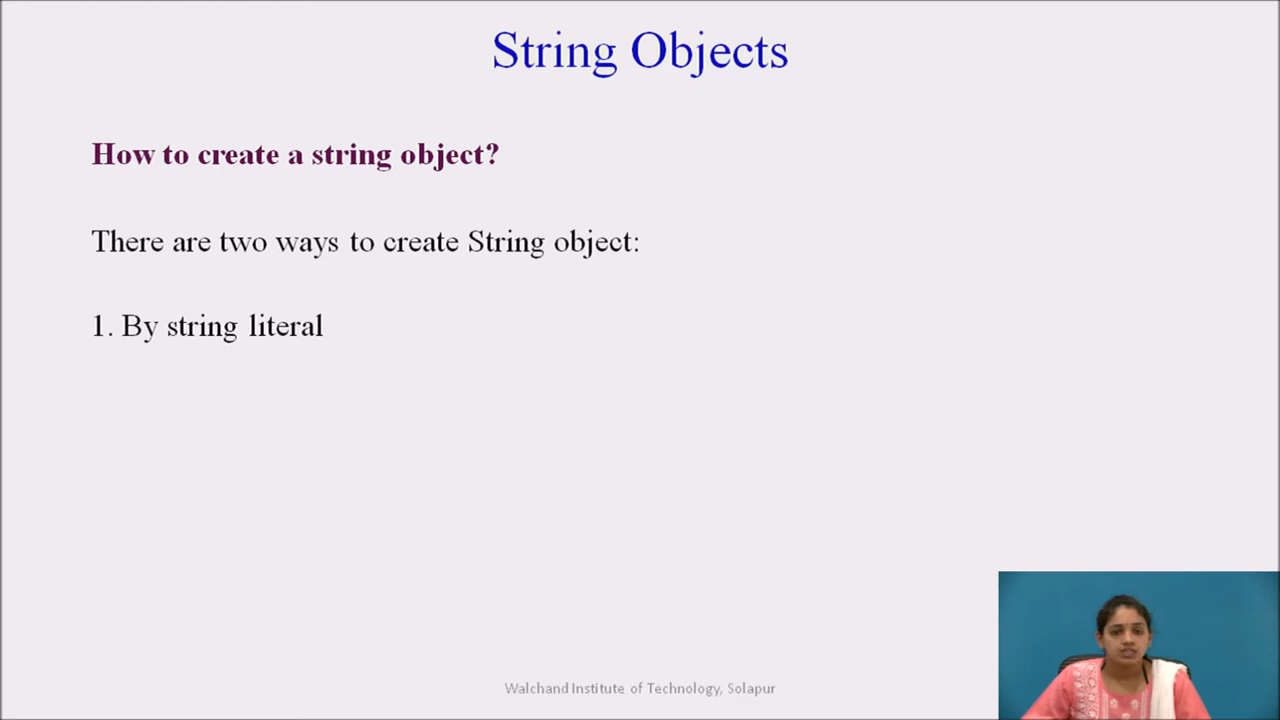 String Objects
How to create a string object?
There are two ways to create String object:
1. By string literal
Walchand Institute of Technology, Solapur